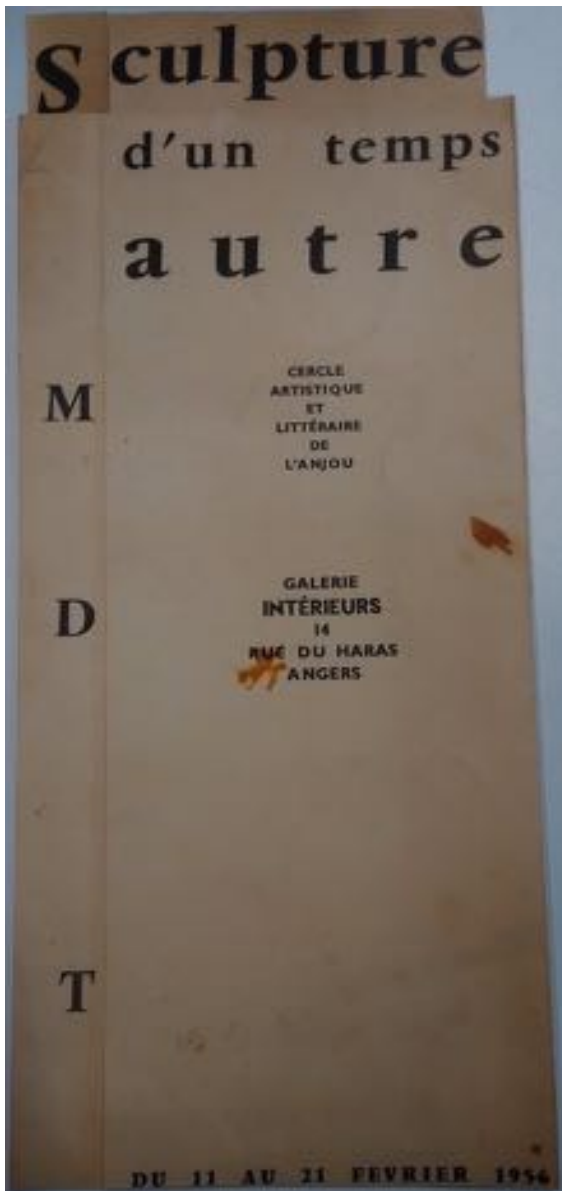 Sculpture
d'un temps
autre
M
CERCLE
ARTISTIQUE
ET
LITTÉRAIRE
DE
L'ANJOU
D
GALERIE
INTÉRIEURS
14
RUE DU HARAS
ANGERS
T
DU 11 AU 21 FEVRIER 1956